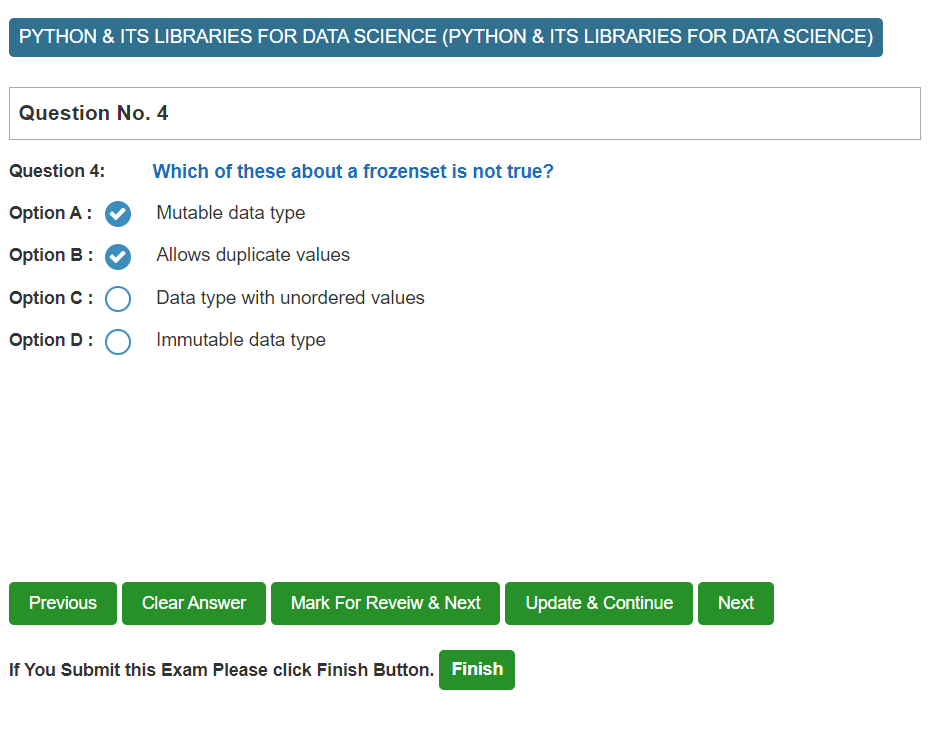 PYTHON & ITS LIBRARIES FOR DATA SCIENCE (PYTHON & ITS LIBRARIES FOR DATA SCIENCE)
Question No. 4
Question 4: Which of these about a frozenset is not true?
Option A : Mutable data type
Option B : Allows duplicate values
Option C : Data type with unordered values
Option D : Immutable data type
Previous Clear Answer Mark For Reveiw & Next Update & Continue Next
If You Submit this Exam Please click Finish Button. Finish